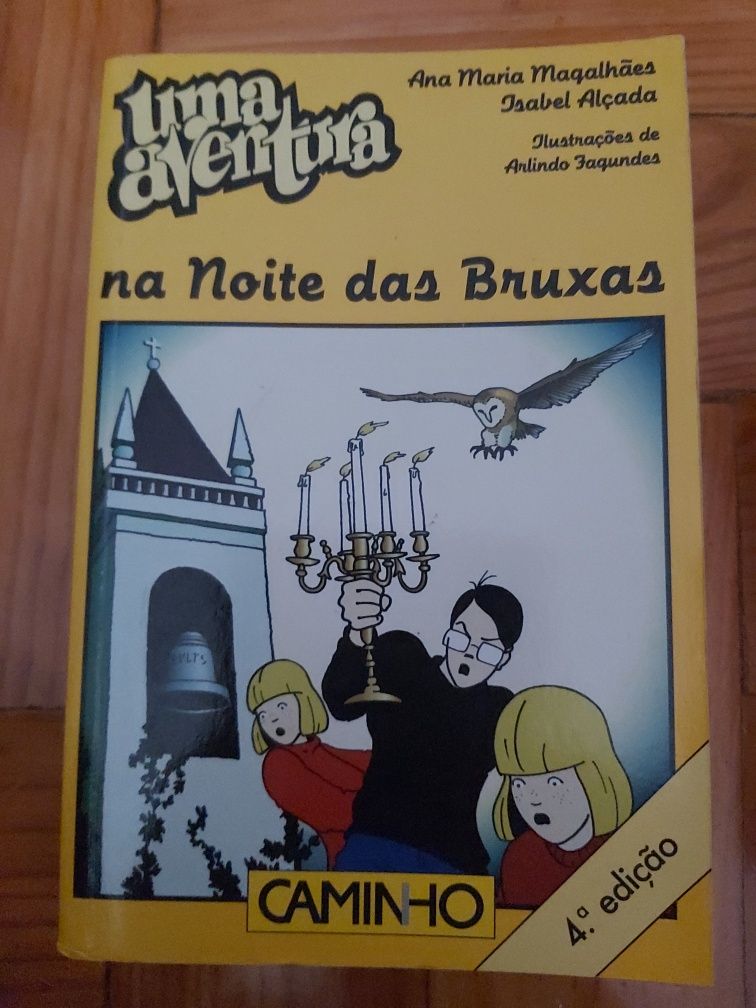 uma
aventura
Ana Maria Magalhães
Isabel Alçada
Ilustrações de
Arlindo Fagundes
na Noite das Bruxas
CAMINHO
4.ª edição